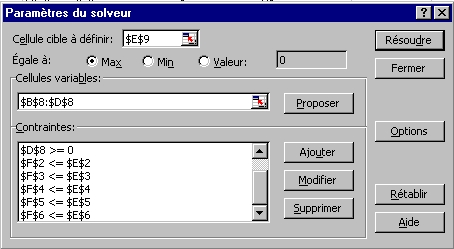 Paramètres du solveur
? X
Cellule cible à définir: $E$9
Résoudre
Égale à: Max Min Valeur: 0
Fermer
Cellules variables:
$B$8:$D$8
Proposer
Contraintes:
Options
$D$8 >= 0
$F$2 <= $E$2
$F$3 <= $E$3
$F$4 <= $E$4
$F$5 <= $E$5
$F$6 <= $E$6
Ajouter
Modifier
Supprimer
Rétablir
Aide